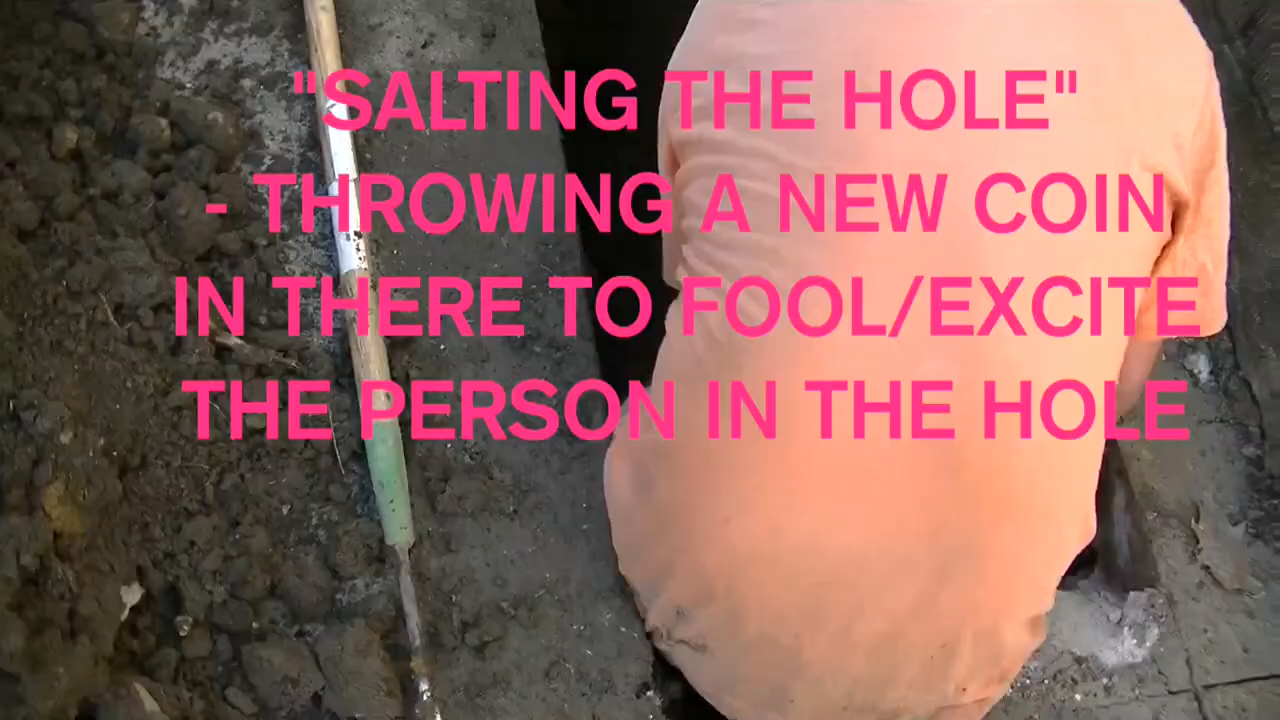 "SALTING THE HOLE"
- THROWING A NEW COIN
IN THERE TO FOOL/EXCITE
THE PERSON IN THE HOLE